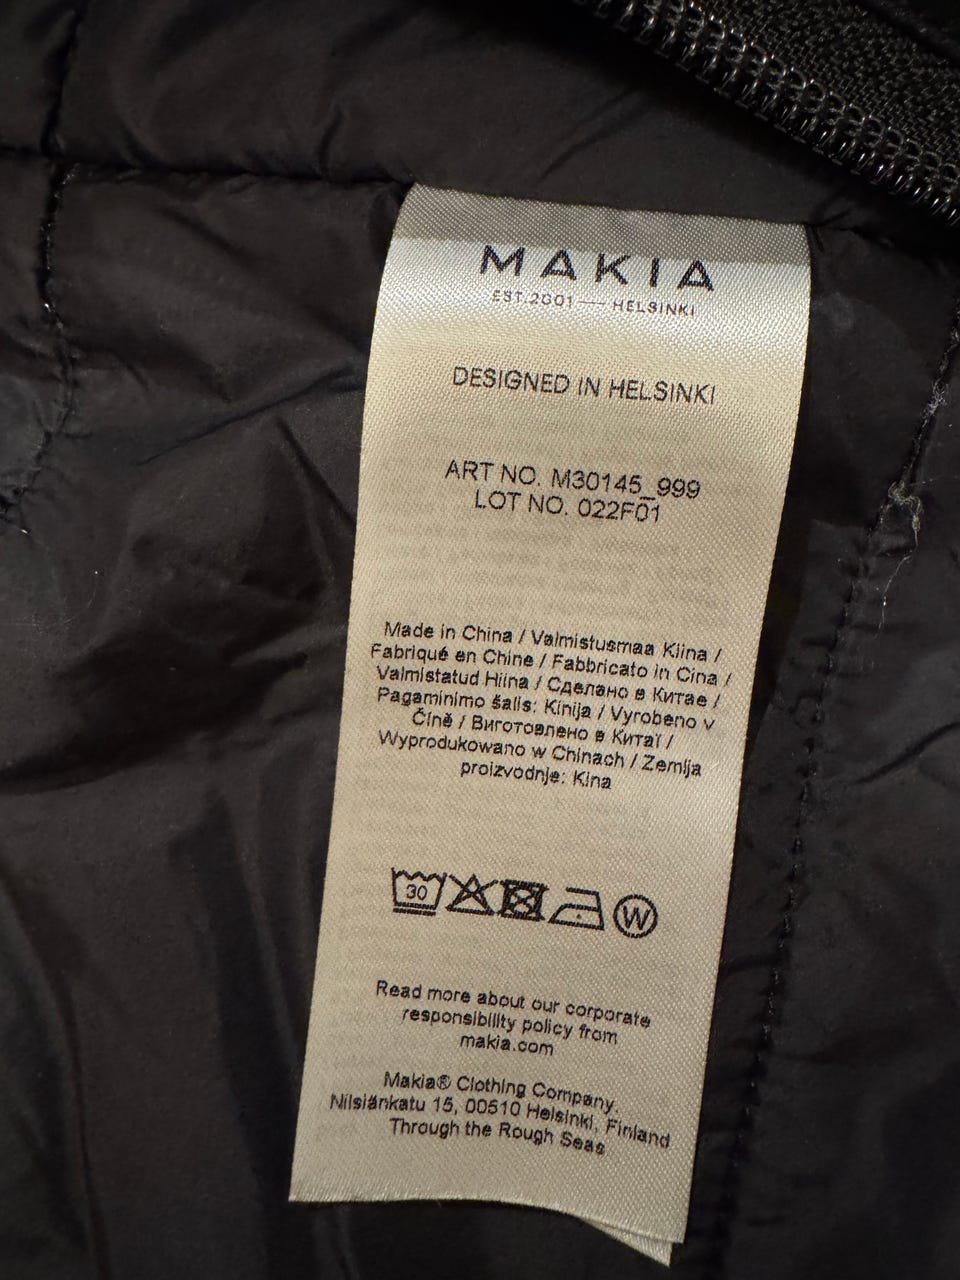 MAKIA
EST.2001 — HELSINKI
DESIGNED IN HELSINKI
ART NO. M30145_999
LOT NO. 022F01
Made in China / Valmistusmaa Kiina /
Fabriqué en Chine / Fabbricato in Cina /
Valmistatud Hiina / Сделано в Китае /
Pagaminimo šalis: Kinija / Vyrobeno v
Číně / Виготовлено в Китаї /
Wyprodukowano w Chinach / Zemlja
proizvodnje: Kina
30 W
Read more about our corporate
responsibility policy from
makia.com
Makia® Clothing Company.
Nilsiänkatu 15, 00510 Helsinki, Finland
Through the Rough Seas